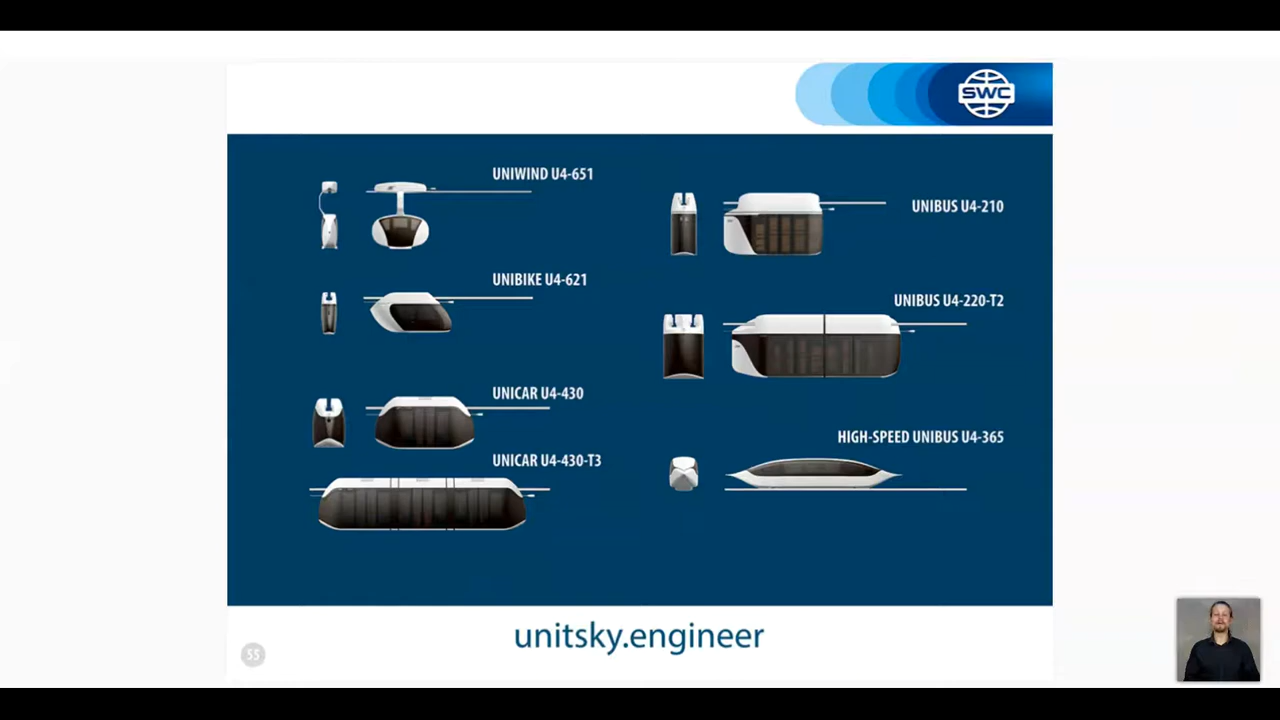 SWC
UNIWIND U4-651
UNIBIKE U4-621
UNICAR U4-430
UNICAR U4-430-T3
UNIBUS U4-210
UNIBUS U4-220-T2
HIGH-SPEED UNIBUS U4-365
unitsky.engineer
55